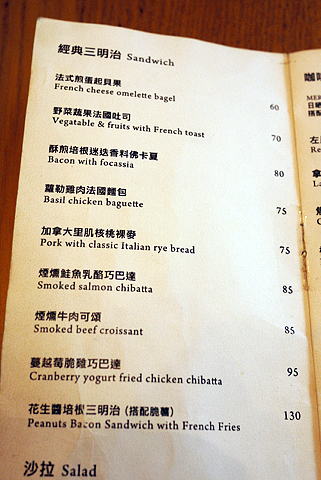 經典三明治 Sandwich
法式煎蛋起貝果
French cheese omelette bagel 60
野菜蔬果法國吐司
Vegatable & fruits with French toast 70
酥煎培根迷迭香料佛卡夏
Bacon with focassia 80
羅勒雞肉法國麵包
Basil chicken baguette 75
加拿大里肌核桃裸麥
Pork with classic Italian rye bread 75
煙燻鮭魚乳酪巧巴達
Smoked salmon chibatta 85
煙燻牛肉可頌
Smoked beef croissant 85
蔓越莓脆雞巧巴達
Cranberry yogurt fried chicken chibatta 95
花生醬培根三明治 (搭配脆薯)
Peanuts Bacon Sandwich with French Fries 130
沙拉 Salad